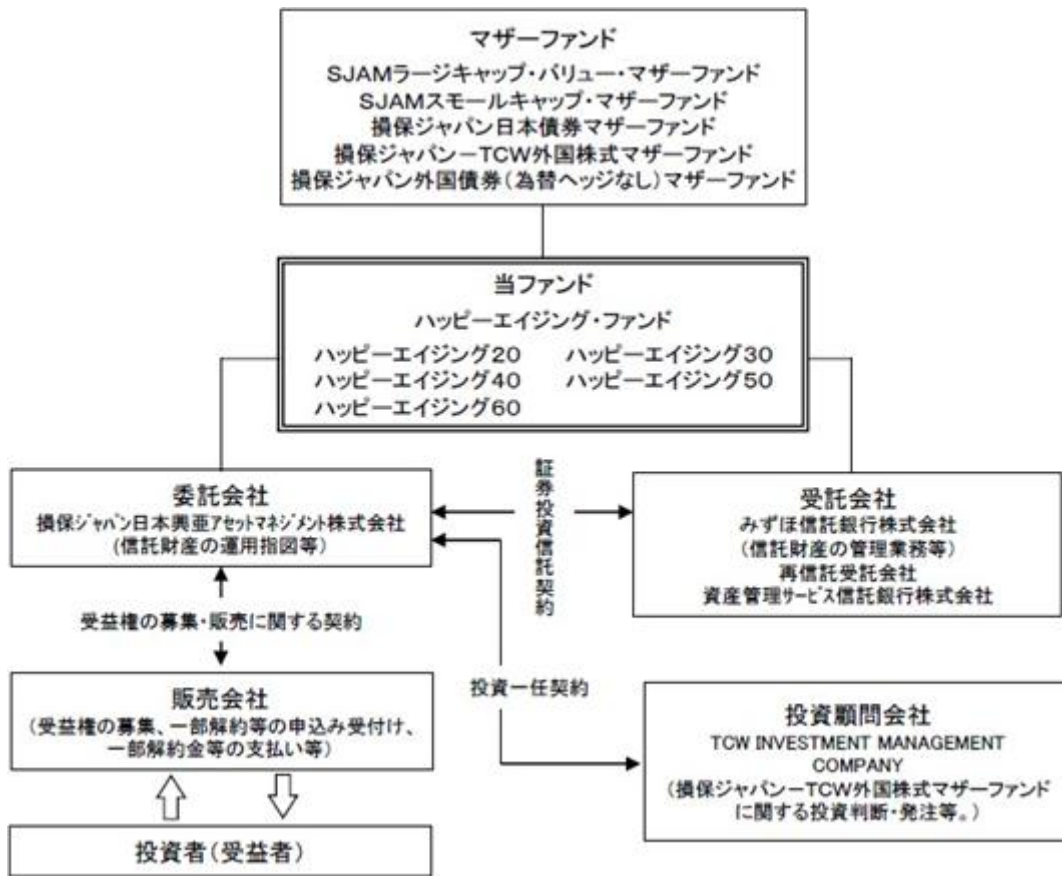 マザーファンド
SJAMラージキャップ・バリュー・マザーファンド
SJAMスモールキャップ・マザーファンド
損保ジャパン日本債券マザーファンド
損保ジャパン－TCW外国株式マザーファンド
損保ジャパン外国債券（為替ヘッジなし）マザーファンド
当ファンド
ハッピーエイジング・ファンド
ハッピーエイジング20 ハッピーエイジング30
ハッピーエイジング40 ハッピーエイジング50
ハッピーエイジング60
委託会社
損保ジャパン日本興亜アセットマネジメント株式会社
(信託財産の運用指図等)
証券投資信託契約
受託会社
みずほ信託銀行株式会社
(信託財産の管理業務等)
再信託受託会社
資産管理サービス信託銀行株式会社
受益権の募集・販売に関する契約
販売会社
（受益権の募集、一部解約等の申込み受付け、
一部解約金等の支払い等）
投資一任契約
投資顧問会社
TCW INVESTMENT MANAGEMENT
COMPANY
（損保ジャパン－TCW外国株式マザーファンド
に関する投資判断・発注等。）
投資者（受益者）